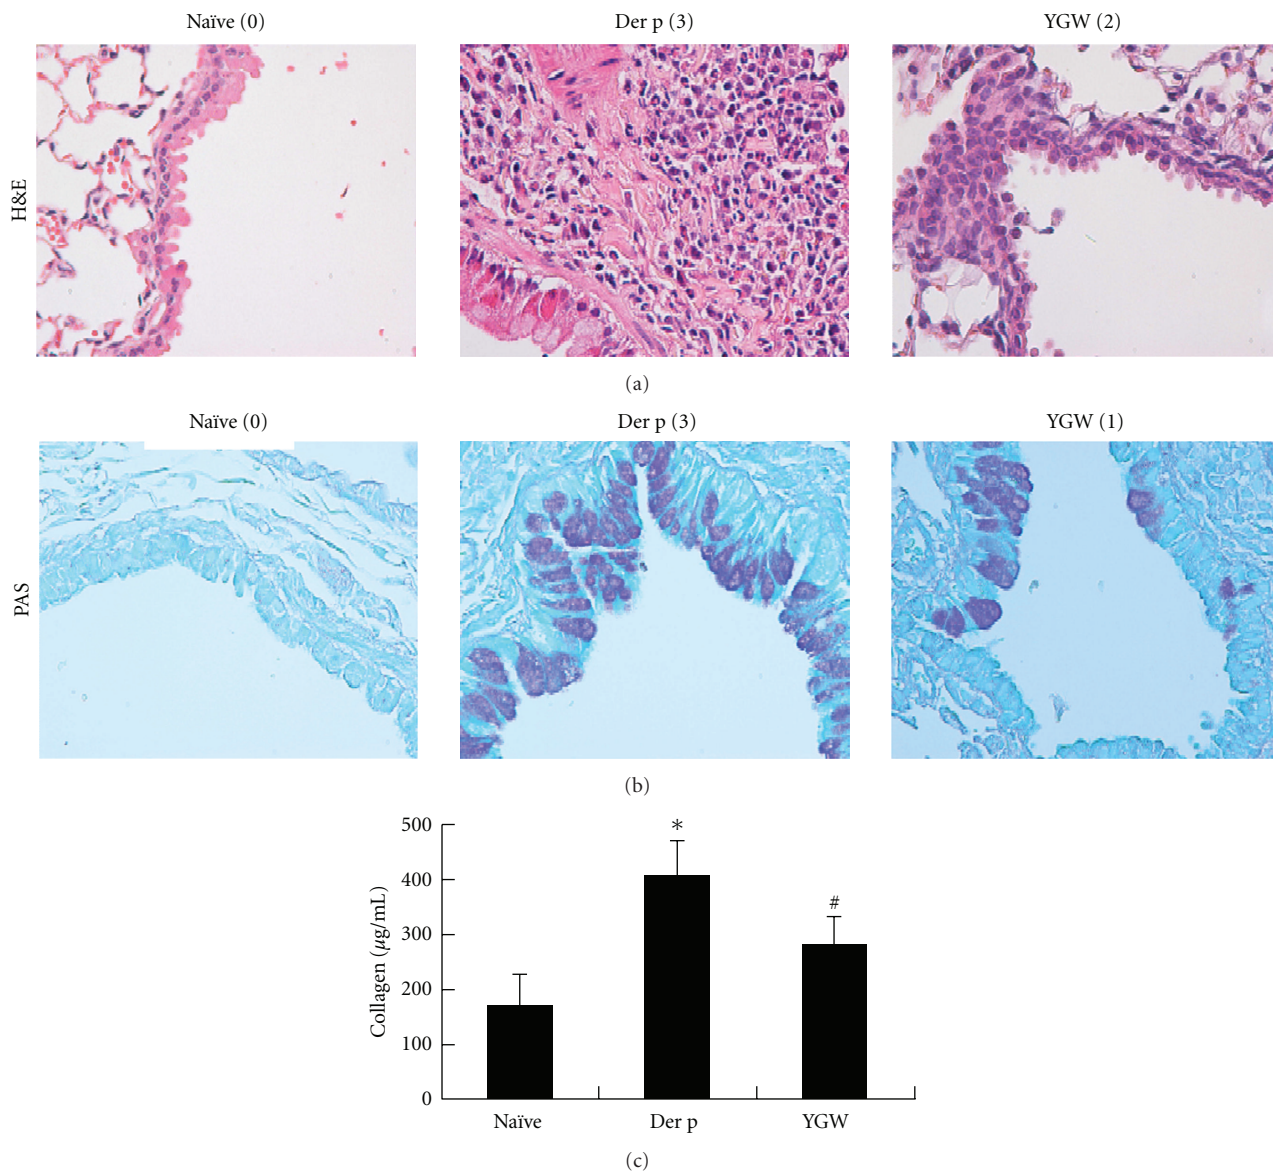 Naïve (0)
Der p (3)
YGW (2)
H&E
(a)
Naïve (0)
Der p (3)
YGW (1)
PAS
(b)
500
400
300
200
100
0
Collagen (µg/mL)
*
#
Naïve
Der p
YGW
(c)